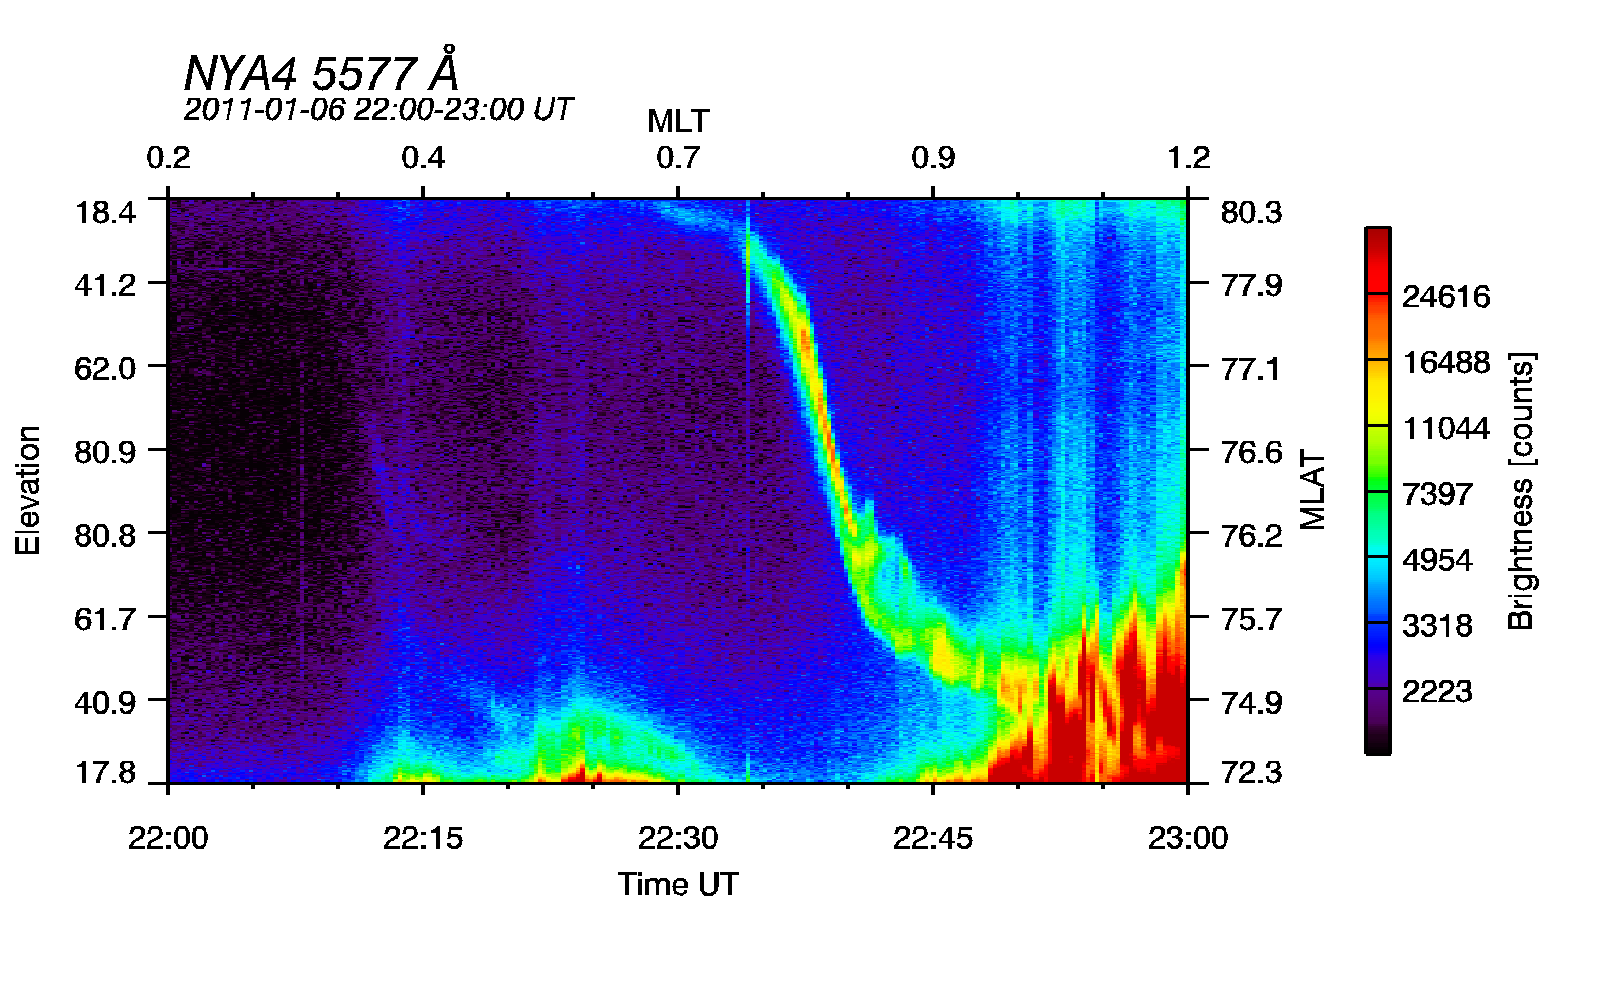 NYA4 5577 Å
2011-01-06 22:00-23:00 UT
MLT
0.2 0.4 0.7 0.9 1.2
18.4
41.2
62.0
80.9
80.8
61.7
40.9
17.8
Elevation
80.3
77.9
77.1
76.6
76.2
75.7
74.9
72.3
MLAT
24616
16488
11044
7397
4954
3318
2223
Brightness [counts]
22:00 22:15 22:30 22:45 23:00
Time UT